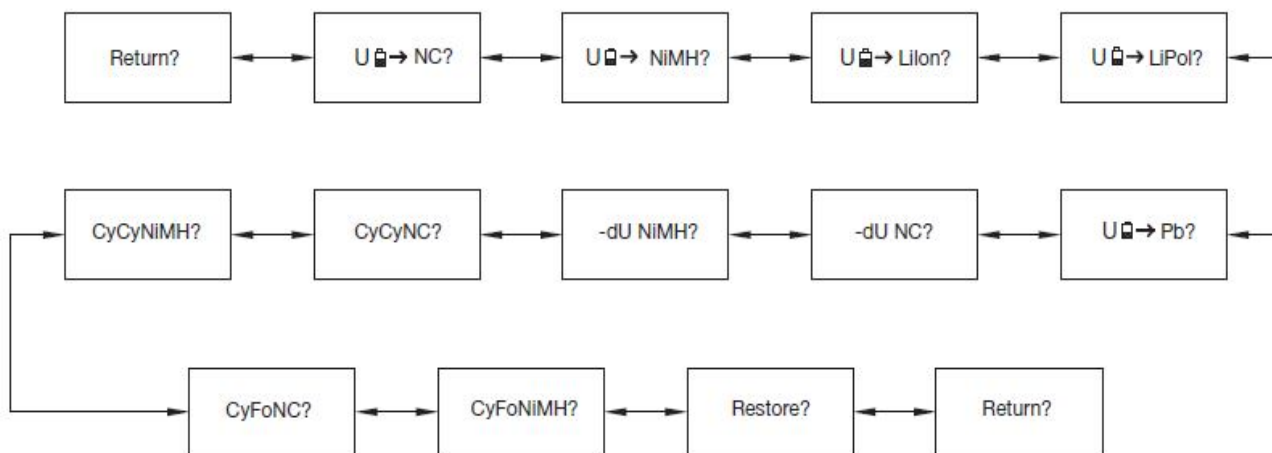 Return?
U → NC?
U → NiMH?
U → LiIon?
U → LiPol?
CyCyNiMH?
CyCyNC?
-dU NiMH?
-dU NC?
U → Pb?
CyFoNC?
CyFoNiMH?
Restore?
Return?